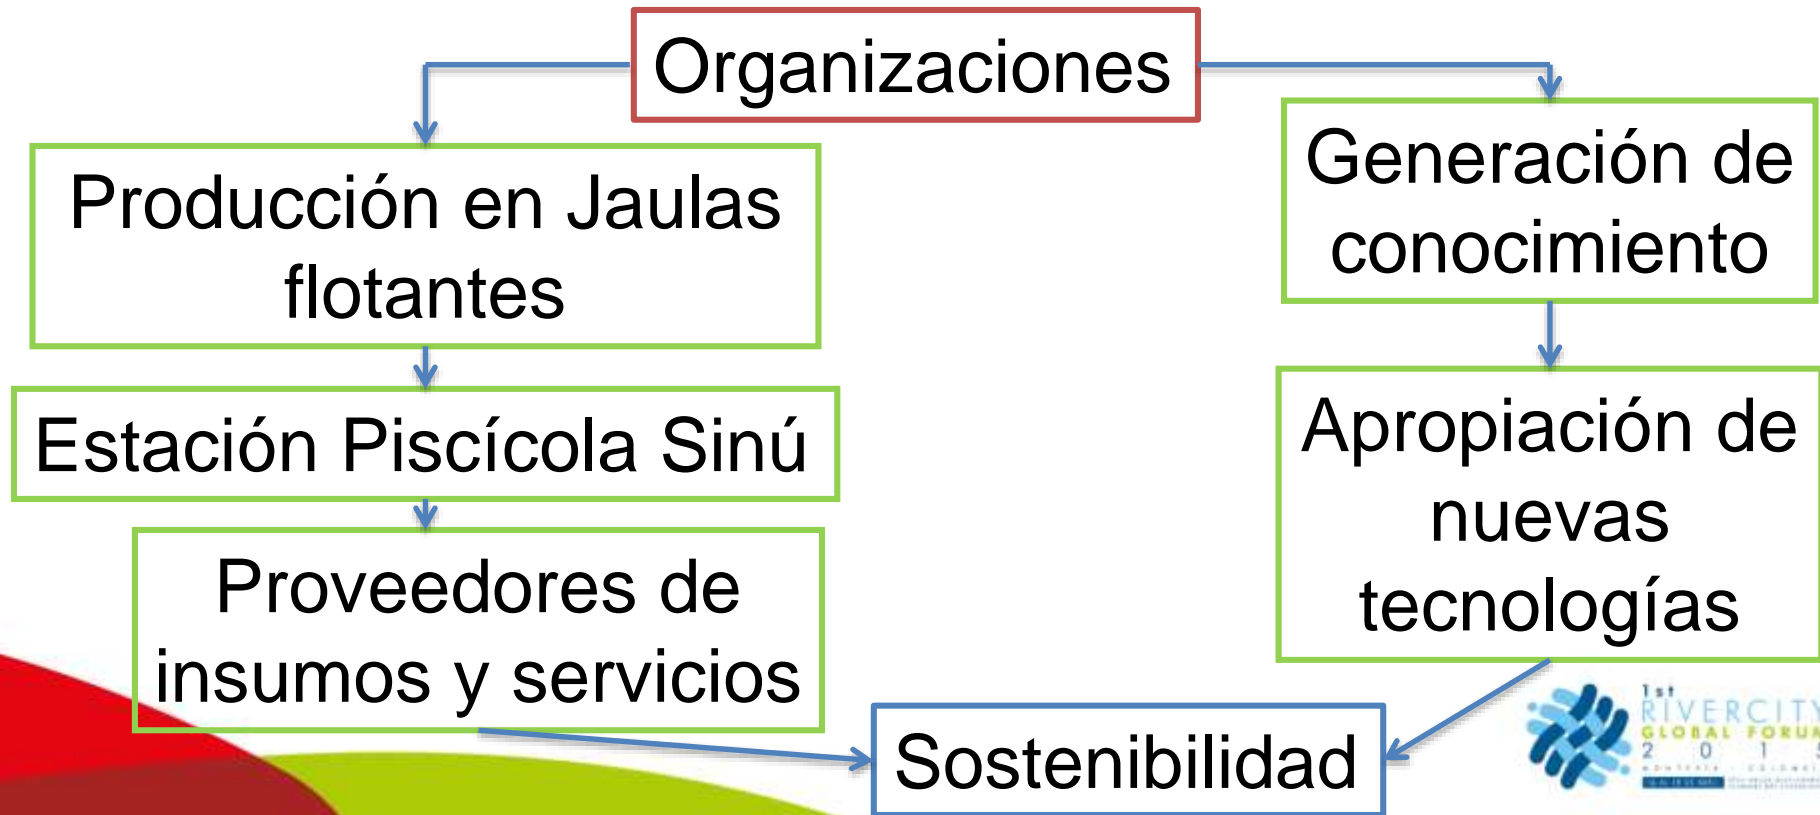 Organizaciones
Producción en Jaulas
flotantes
Estación Piscícola Sinú
Proveedores de
insumos y servicios
Generación de
conocimiento
Apropiación de
nuevas
tecnologías
Sostenibilidad
1st
RIVERCITY
GLOBAL FORUM
2 0 1 5